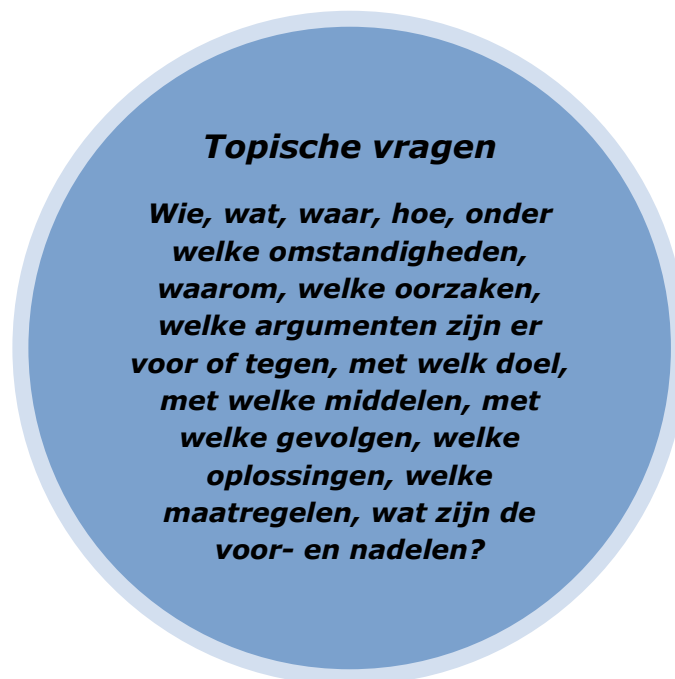 Topische vragen
Wie, wat, waar, hoe, onder
welke omstandigheden,
waarom, welke oorzaken,
welke argumenten zijn er
voor of tegen, met welk doel,
met welke middelen, met
welke gevolgen, welke
oplossingen, welke
maatregelen, wat zijn de
voor- en nadelen?